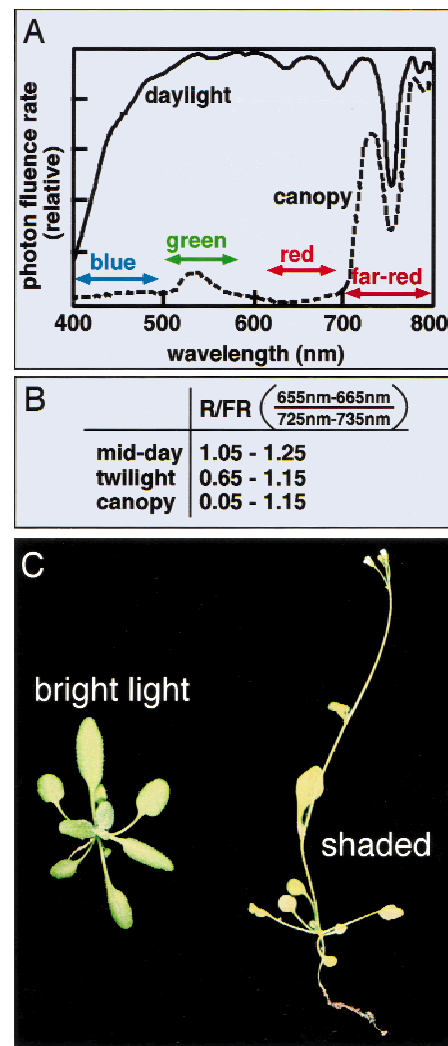 A
photon fluence rate
(relative)
daylight
canopy
blue
green
red
far-red
400 500 600 700 800
wavelength (nm)
B
R/FR (655nm-665nm
725nm-735nm)
mid-day 1.05 - 1.25
twilight 0.65 - 1.15
canopy 0.05 - 1.15
C
bright light
shaded